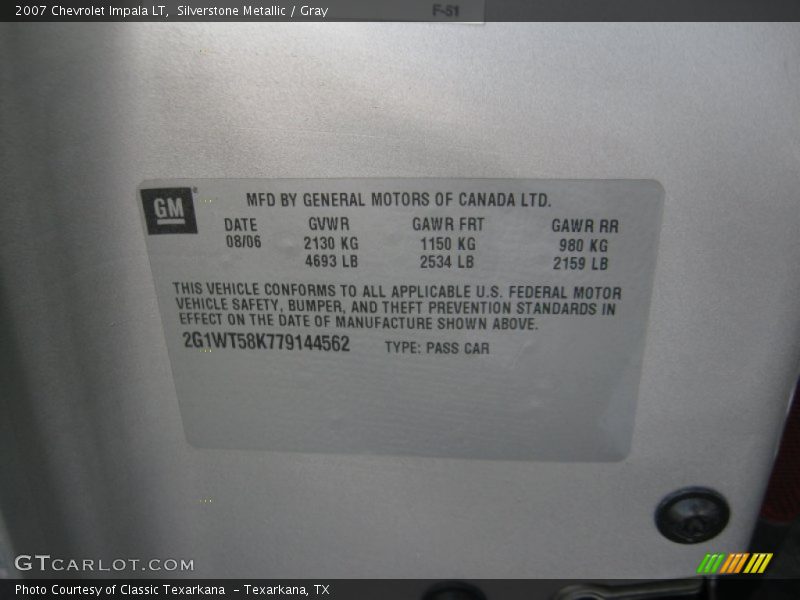 2007 Chevrolet Impala LT, Silverstone Metallic / Gray
F-51
GM
MFD BY GENERAL MOTORS OF CANADA LTD.
DATE GVWR GAWR FRT GAWR RR
08/06 2130 KG 1150 KG 980 KG
4693 LB 2534 LB 2159 LB
THIS VEHICLE CONFORMS TO ALL APPLICABLE U.S. FEDERAL MOTOR
VEHICLE SAFETY, BUMPER, AND THEFT PREVENTION STANDARDS IN
EFFECT ON THE DATE OF MANUFACTURE SHOWN ABOVE.
2G1WT58K779144562 TYPE: PASS CAR
GTCARLOT.COM
Photo Courtesy of Classic Texarkana - Texarkana, TX